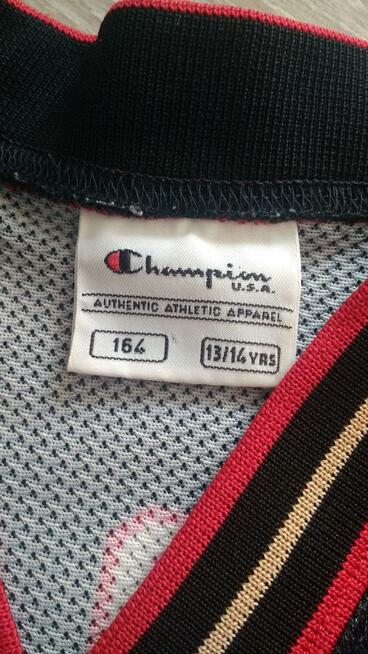 Champion
U.S.A.
AUTHENTIC ATHLETIC APPAREL
164
13/14 YRS